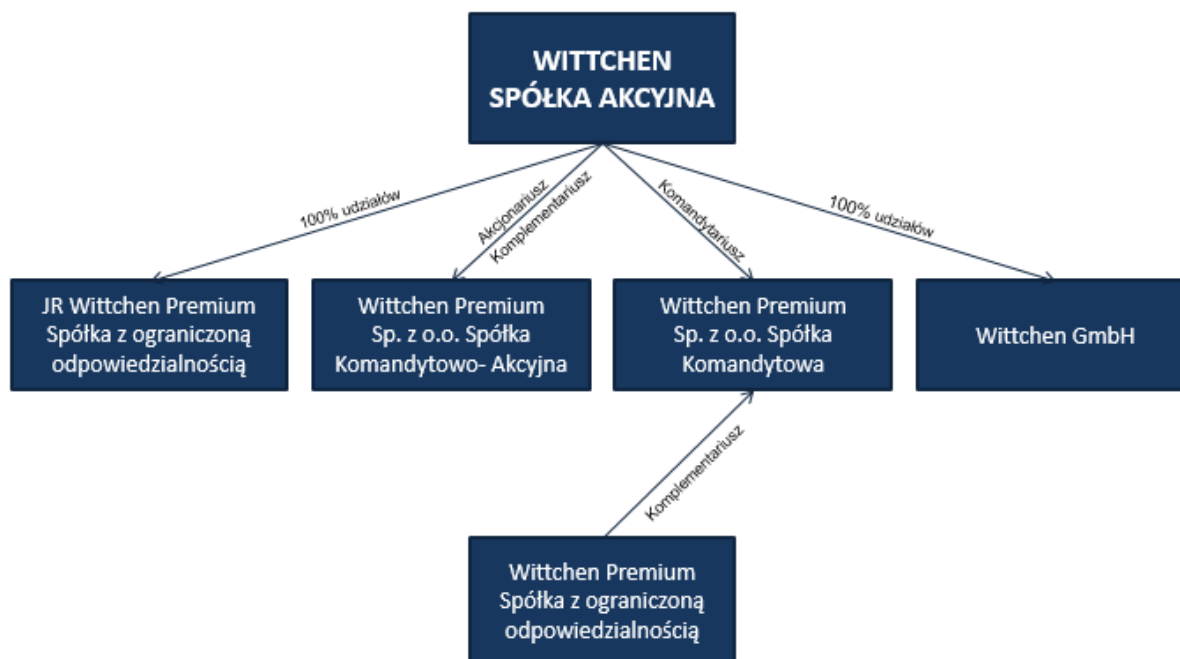 WITTCHEN
SPÓŁKA AKCYJNA
100% udziałów
Akcjonariusz
Komplementariusz
Komandytariusz
100% udziałów
JR Wittchen Premium
Spółka z ograniczoną
odpowiedzialnością
Wittchen Premium
Sp. z o.o. Spółka
Komandytowo- Akcyjna
Wittchen Premium
Sp. z o.o. Spółka
Komandytowa
Wittchen GmbH
Komplementariusz
Wittchen Premium
Spółka z ograniczoną
odpowiedzialnością